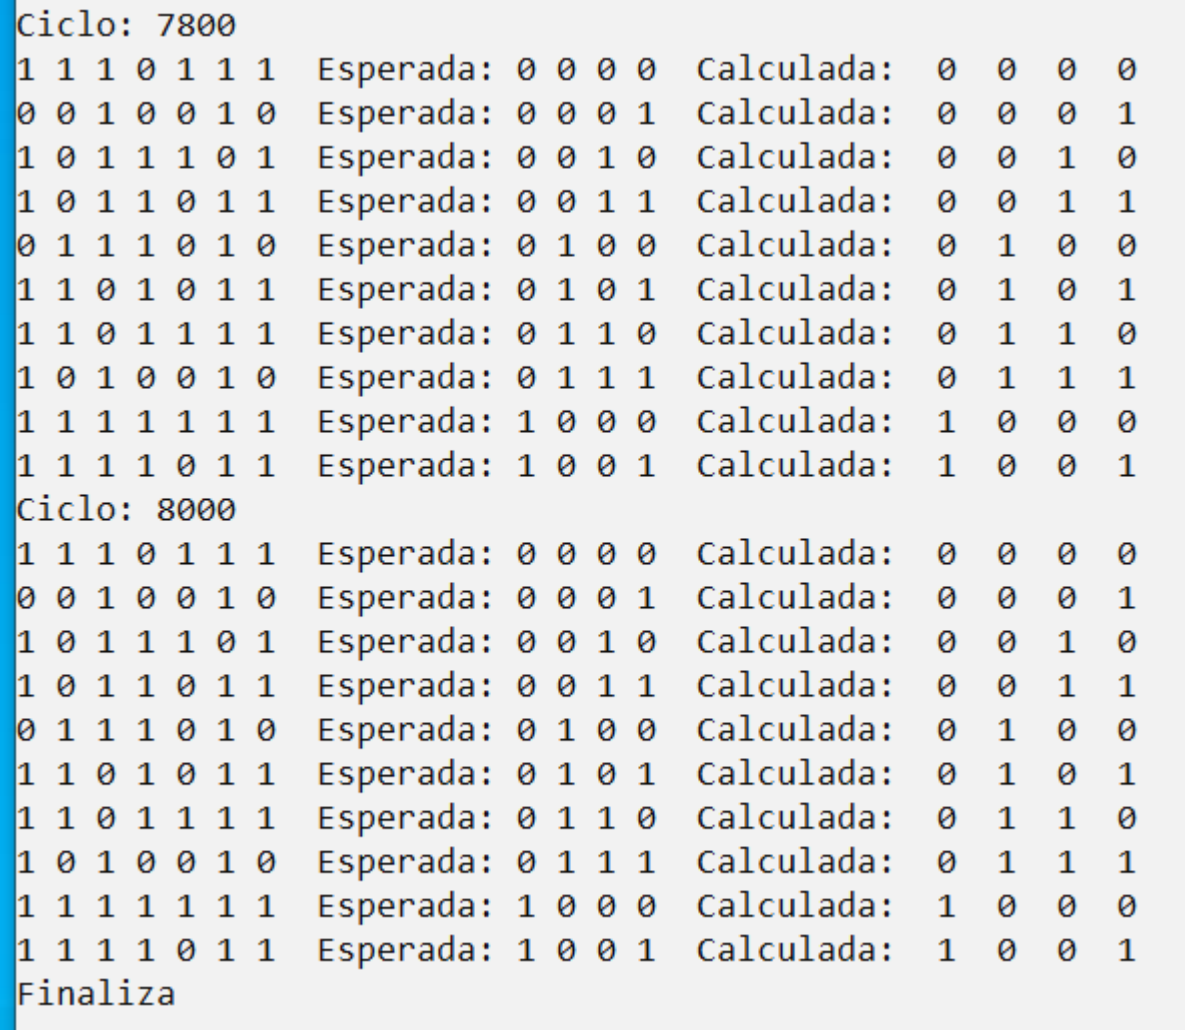 Ciclo: 7800
1 1 1 0 1 1 1 Esperada: 0 0 0 0 Calculada: 0 0 0 0
0 0 1 0 0 1 0 Esperada: 0 0 0 1 Calculada: 0 0 0 1
1 0 1 1 1 0 1 Esperada: 0 0 1 0 Calculada: 0 0 1 0
1 0 1 1 0 1 1 Esperada: 0 0 1 1 Calculada: 0 0 1 1
0 1 1 1 0 1 0 Esperada: 0 1 0 0 Calculada: 0 1 0 0
1 1 0 1 0 1 1 Esperada: 0 1 0 1 Calculada: 0 1 0 1
1 1 0 1 1 1 1 Esperada: 0 1 1 0 Calculada: 0 1 1 0
1 0 1 0 0 1 0 Esperada: 0 1 1 1 Calculada: 0 1 1 1
1 1 1 1 1 1 1 Esperada: 1 0 0 0 Calculada: 1 0 0 0
1 1 1 1 0 1 1 Esperada: 1 0 0 1 Calculada: 1 0 0 1
Ciclo: 8000
1 1 1 0 1 1 1 Esperada: 0 0 0 0 Calculada: 0 0 0 0
0 0 1 0 0 1 0 Esperada: 0 0 0 1 Calculada: 0 0 0 1
1 0 1 1 1 0 1 Esperada: 0 0 1 0 Calculada: 0 0 1 0
1 0 1 1 0 1 1 Esperada: 0 0 1 1 Calculada: 0 0 1 1
0 1 1 1 0 1 0 Esperada: 0 1 0 0 Calculada: 0 1 0 0
1 1 0 1 0 1 1 Esperada: 0 1 0 1 Calculada: 0 1 0 1
1 1 0 1 1 1 1 Esperada: 0 1 1 0 Calculada: 0 1 1 0
1 0 1 0 0 1 0 Esperada: 0 1 1 1 Calculada: 0 1 1 1
1 1 1 1 1 1 1 Esperada: 1 0 0 0 Calculada: 1 0 0 0
1 1 1 1 0 1 1 Esperada: 1 0 0 1 Calculada: 1 0 0 1
Finaliza